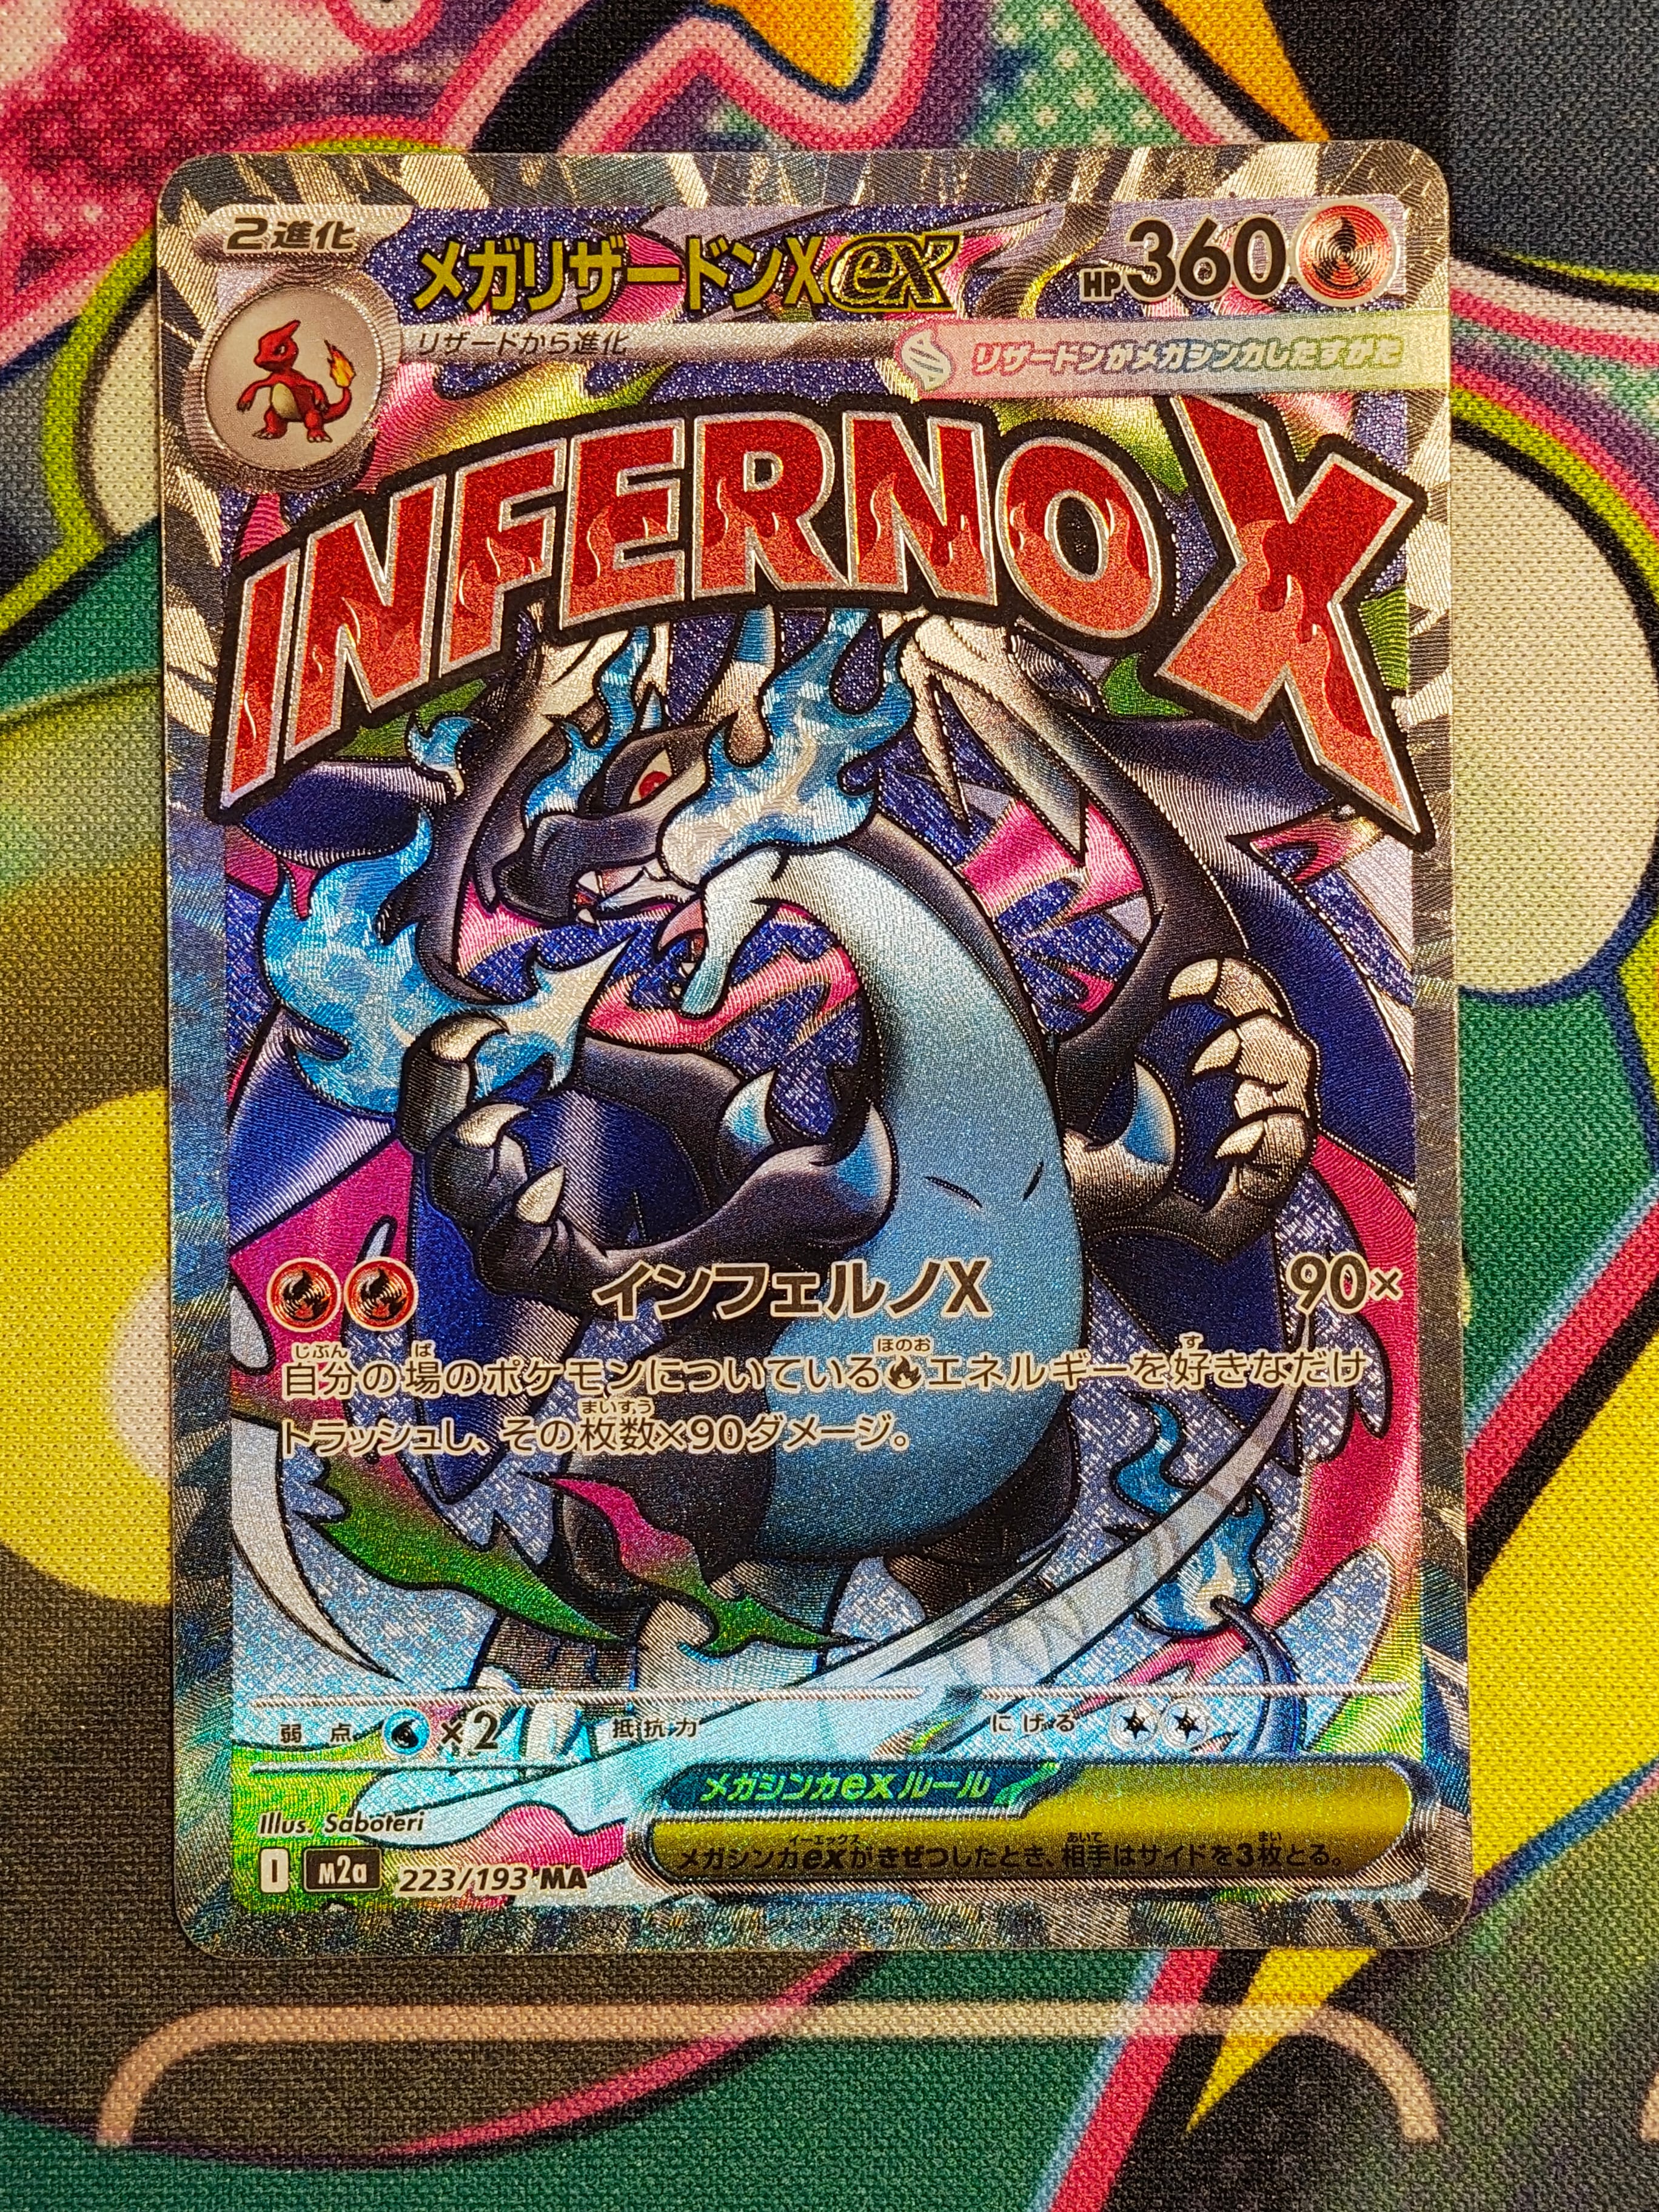 2進化
メガリザードンXex
HP360
リザードから進化
リザードンがメガシンカしたすがた
INFERNO X
インフェルノX 90×
自分の場のポケモンについているエネルギーを好きなだけ
トラッシュし、その枚数×90ダメージ。
弱点 ×2 抵抗力 にげる
メガシンカexルール
メガシンカexがきぜつしたとき、相手はサイドを3枚とる。
Illus. Saboteri
I M2a 223/193 MA